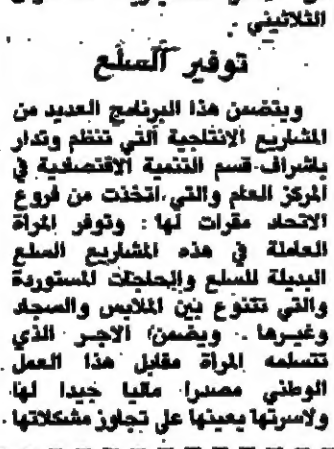 الثلاثيني .
توفير السلع
ويتضمن هذا البرنامج العديد من
المشاريع الانتاجية التي تنظم وتدار
باشراف قسم التنمية الاقتصادية في
المركز العام والتي اتخذت من فروع
الاتحاد مقرات لها : وتوفر المرأة
العاملة في هذه المشاريع السلع
البديلة للسلع والحاجات المستوردة
والتي تتنوع بين الملابس والسجاد
وغيرها . ويضمن الاجر الذي
تتسلمه المرأة مقابل هذا العمل
الوطني مصدرا ماليا جيدا لها
ولاسرتها يعينها على تجاوز مشكلاتها